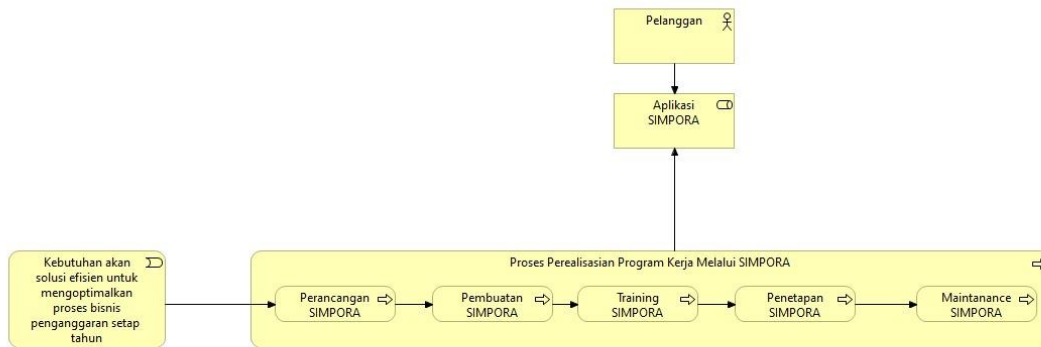 Pelanggan
Aplikasi
SIMPORA
Kebutuhan akan
solusi efisien untuk
mengoptimalkan
proses bisnis
penganggaran setap
tahun
Proses Perealisasian Program Kerja Melalui SIMPORA
Perancangan
SIMPORA
Pembuatan
SIMPORA
Training
SIMPORA
Penetapan
SIMPORA
Maintanance
SIMPORA